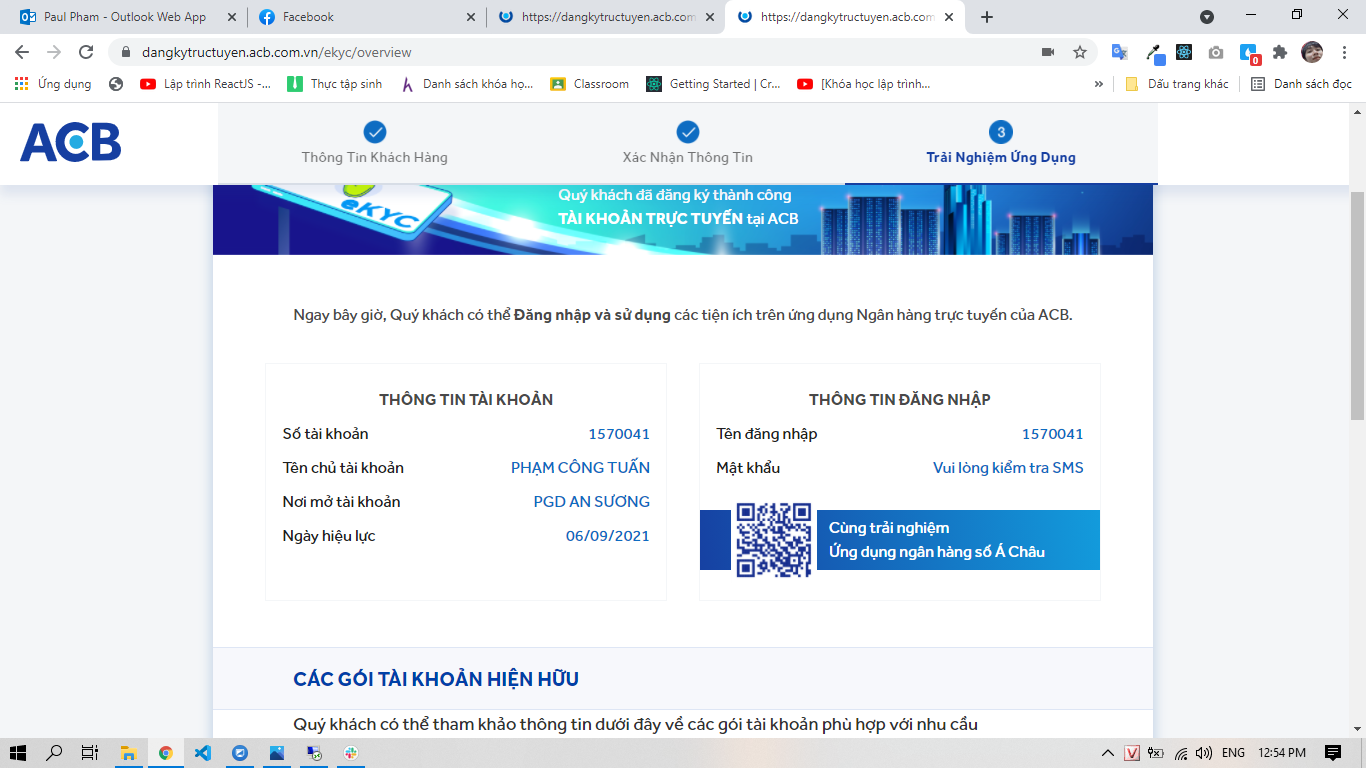 Paul Pham - Outlook Web App
Facebook
https://dangkytructuyen.acb.com
https://dangkytructuyen.acb.com
dangkytructuyen.acb.com.vn/ekyc/overview
0
Ứng dụng
Lập trình ReactJS -...
Thực tập sinh
Danh sách khóa họ...
Classroom
Getting Started | Cr...
[Khóa học lập trình...
»
Dấu trang khác
Danh sách đọc
ACB
Thông Tin Khách Hàng
Xác Nhận Thông Tin
3
Trải Nghiệm Ứng Dụng
eKYC
Quý khách đã đăng ký thành công
TÀI KHOẢN TRỰC TUYẾN tại ACB
Ngay bây giờ, Quý khách có thể Đăng nhập và sử dụng các tiện ích trên ứng dụng Ngân hàng trực tuyến của ACB.
THÔNG TIN TÀI KHOẢN
Số tài khoản 1570041
Tên chủ tài khoản PHẠM CÔNG TUẤN
Nơi mở tài khoản PGD AN SƯƠNG
Ngày hiệu lực 06/09/2021
THÔNG TIN ĐĂNG NHẬP
Tên đăng nhập 1570041
Mật khẩu Vui lòng kiểm tra SMS
Cùng trải nghiệm
Ứng dụng ngân hàng số Á Châu
CÁC GÓI TÀI KHOẢN HIỆN HỮU
Quý khách có thể tham khảo thông tin dưới đây về các gói tài khoản phù hợp với nhu cầu
V
ENG
12:54 PM